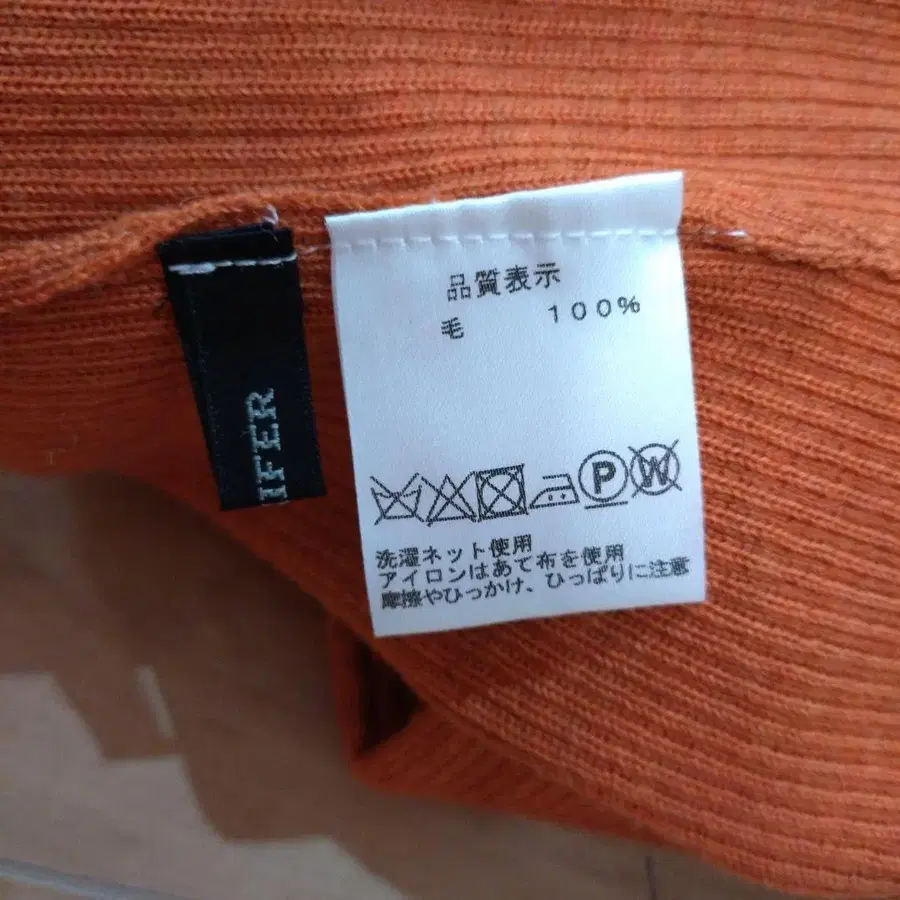 品質表示
毛 100%
P W
洗濯ネット使用
アイロンはあて布を使用
摩擦やひっかけ、ひっぱりに注意
IFER